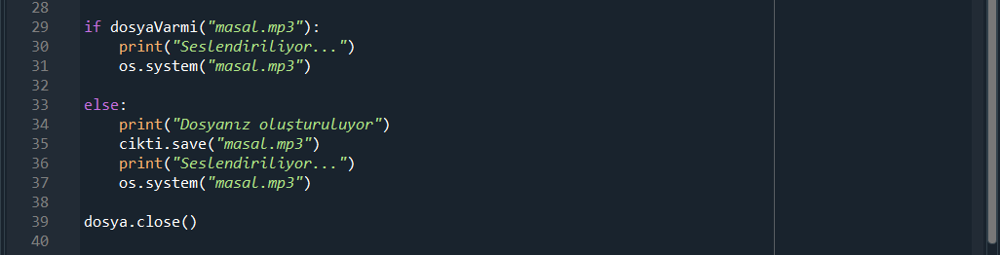 28
29 if dosyaVarmi("masal.mp3"):
30     print("Seslendiriliyor...")
31     os.system("masal.mp3")
32
33 else:
34     print("Dosyanız oluşturuluyor")
35     cikti.save("masal.mp3")
36     print("Seslendiriliyor...")
37     os.system("masal.mp3")
38
39 dosya.close()
40